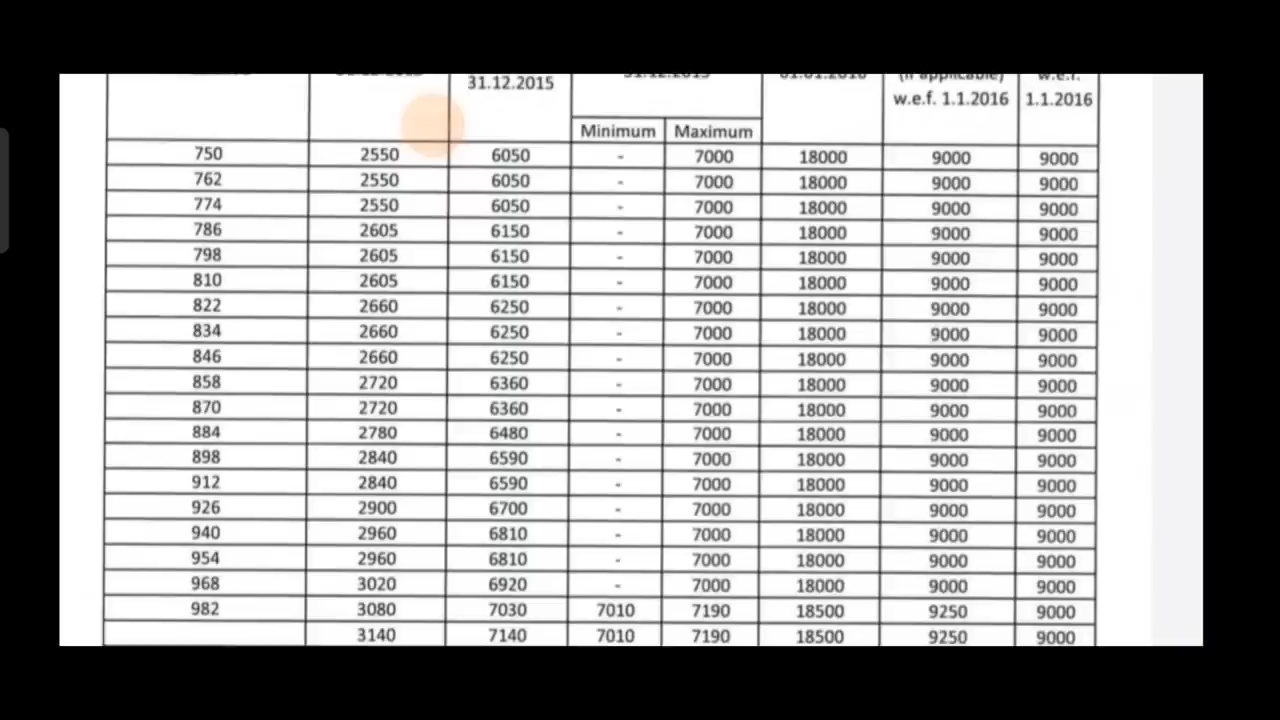 31.12.2015 (if applicable) w.e.f.
31.12.2015 w.e.f. 1.1.2016 1.1.2016
Minimum Maximum
750 2550 6050 - 7000 18000 9000 9000
762 2550 6050 - 7000 18000 9000 9000
774 2550 6050 - 7000 18000 9000 9000
786 2605 6150 - 7000 18000 9000 9000
798 2605 6150 - 7000 18000 9000 9000
810 2605 6150 - 7000 18000 9000 9000
822 2660 6250 - 7000 18000 9000 9000
834 2660 6250 - 7000 18000 9000 9000
846 2660 6250 - 7000 18000 9000 9000
858 2720 6360 - 7000 18000 9000 9000
870 2720 6360 - 7000 18000 9000 9000
884 2780 6480 - 7000 18000 9000 9000
898 2840 6590 - 7000 18000 9000 9000
912 2840 6590 - 7000 18000 9000 9000
926 2900 6700 - 7000 18000 9000 9000
940 2960 6810 - 7000 18000 9000 9000
954 2960 6810 - 7000 18000 9000 9000
968 3020 6920 - 7000 18000 9000 9000
982 3080 7030 7010 7190 18500 9250 9000
3140 7140 7010 7190 18500 9250 9000